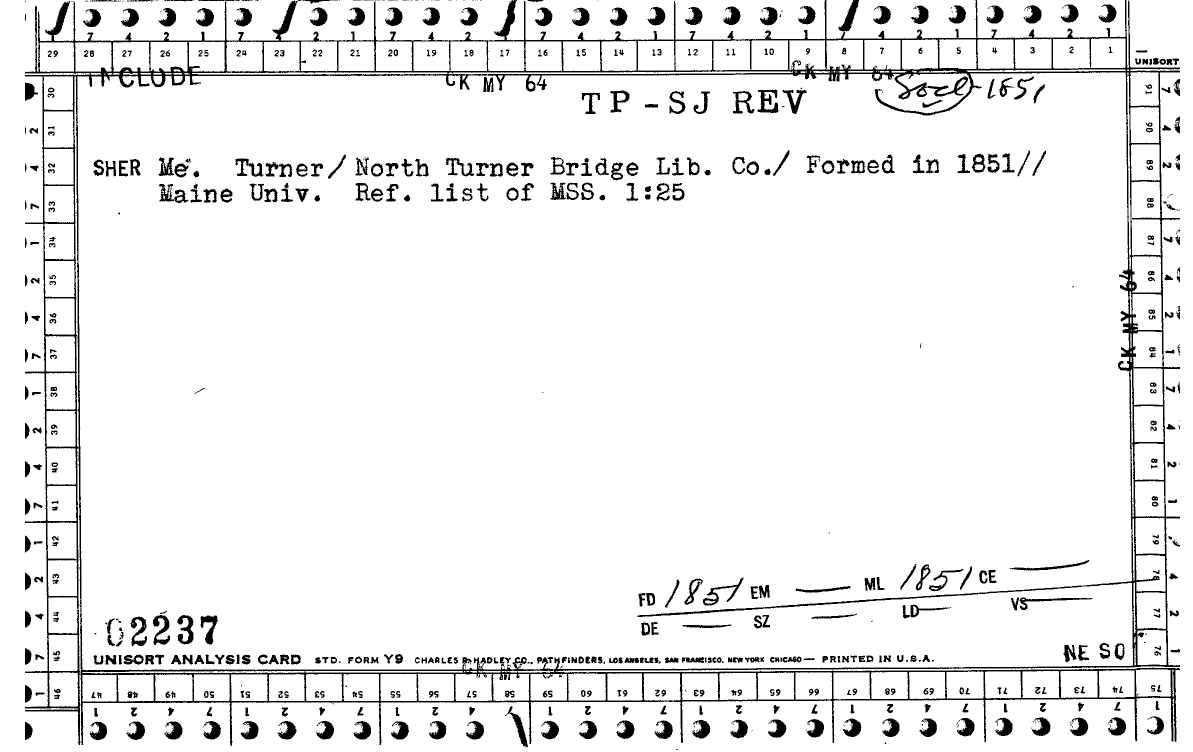 7 4 2 1 7 4 2 1 7 4 2 1 7 4 2 1 7 4 2 1 7 4 2 1 7 4 2 1
29 28 27 26 25 24 23 22 21 20 19 18 17 16 15 14 13 12 11 10 9 8 7 6 5 4 3 2 1
UNISORT
INCLUDE CK MY 64 CK MY 64 Socl-1851
TP-SJ REV
SHER Me. Turner/ North Turner Bridge Lib. Co./ Formed in 1851//
Maine Univ. Ref. list of MSS. 1:25
30 31 32 33 34 35 36 37 38 39 40 41 42 43 44 45 46
91 90 89 88 87 86 85 84 83 82 81 80 79 78 77 76 75
CK MY 64
FD 1851 EM — ML 1851 CE —
DE — SZ — LD — VS —
02237
UNISORT ANALYSIS CARD STD. FORM Y9 CHARLES R. HADLEY CO., PATHFINDERS, LOS ANGELES, SAN FRANCISCO, NEW YORK CHICAGO — PRINTED IN U.S.A.
CK MY 64
NE SO
47 48 49 50 51 52 53 54 55 56 57 58 59 60 61 62 63 64 65 66 67 68 69 70 71 72 73 74
1 2 4 7 1 2 4 7 1 2 4 7 1 2 4 7 1 2 4 7 1 2 4 7 1 2 4 7 1